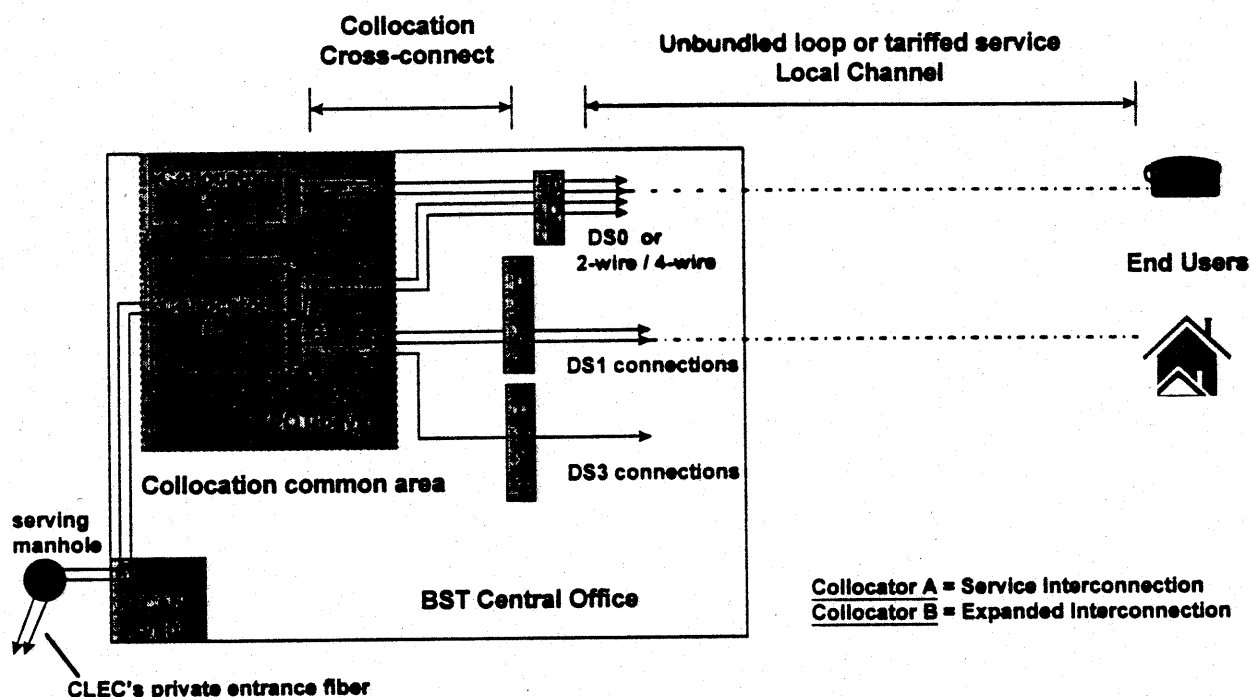 Collocation
Cross-connect
Unbundled loop or tariffed service
Local Channel
DS0 or
2-wire / 4-wire
End Users
DS1 connections
DS3 connections
Collocation common area
serving
manhole
BST Central Office
Collocator A = Service Interconnection
Collocator B = Expanded Interconnection
CLEC's private entrance fiber